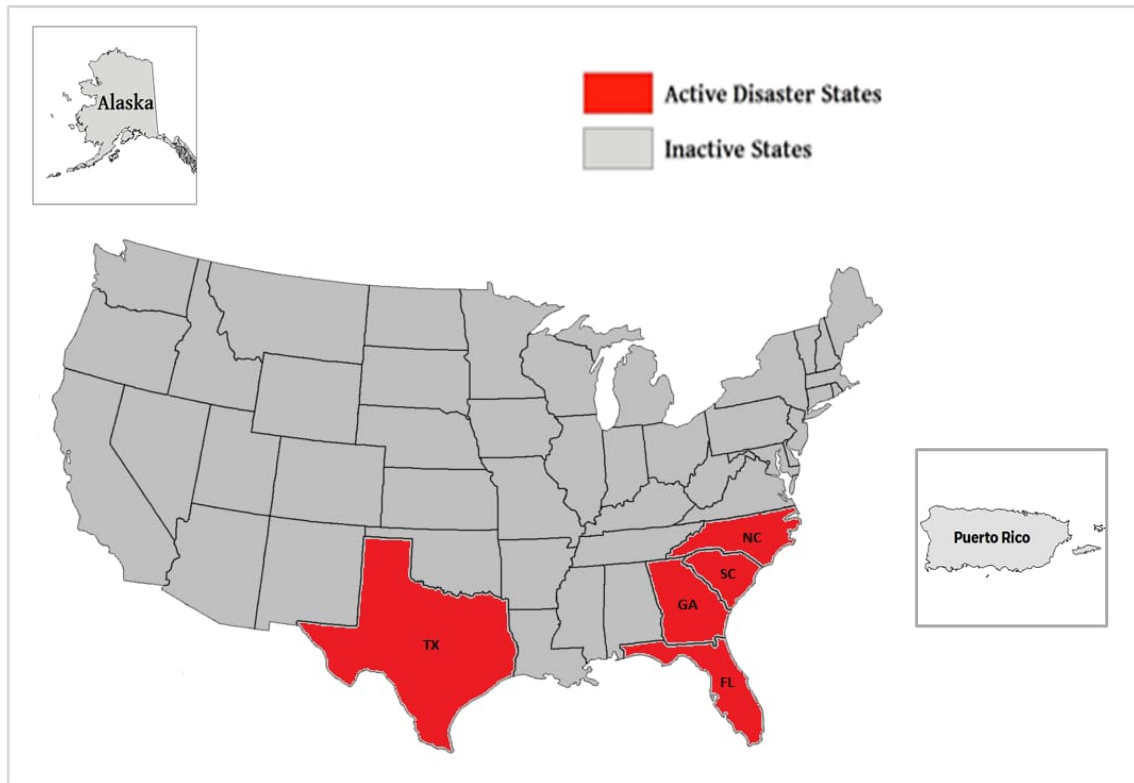 Alaska
Active Disaster States
Inactive States
NC
SC
GA
TX
FL
Puerto Rico